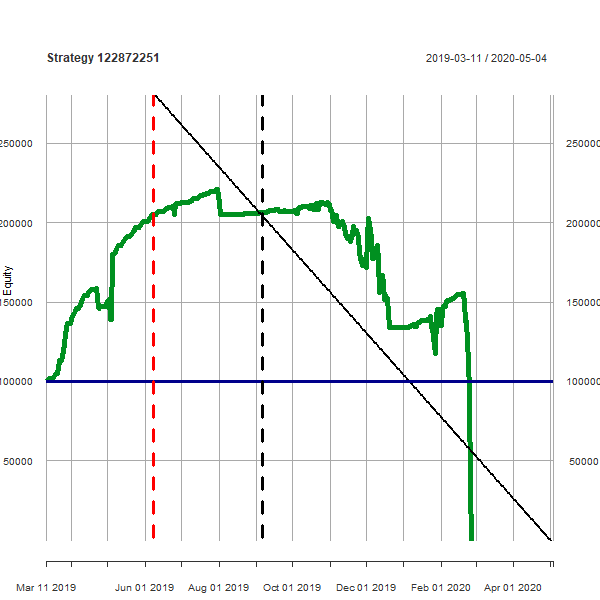 Strategy 122872251
2019-03-11 / 2020-05-04
250000 250000
200000 200000
Equity
150000 150000
100000 100000
50000 50000
Mar 11 2019 Jun 01 2019 Aug 01 2019 Oct 01 2019 Dec 01 2019 Feb 01 2020 Apr 01 2020